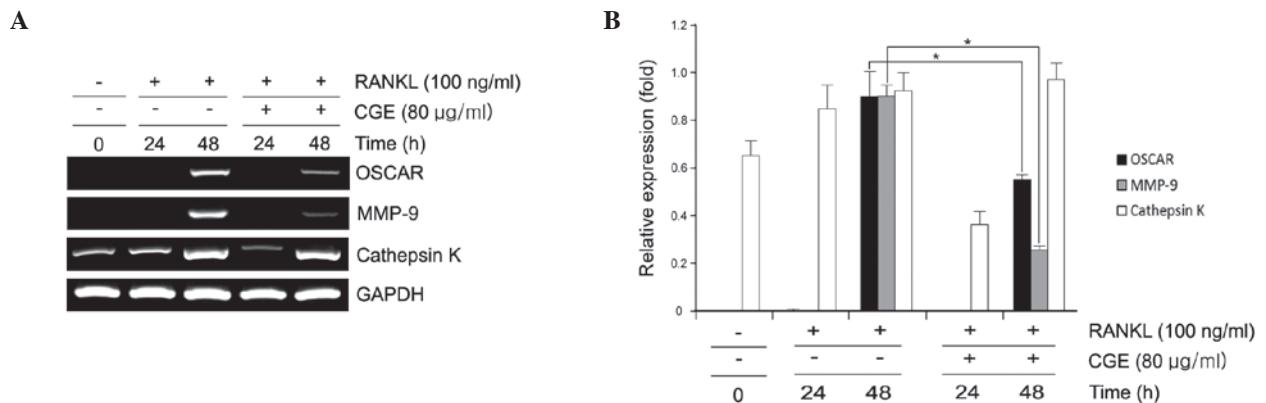 A
- + + + + RANKL (100 ng/ml)
- - - + + CGE (80 µg/ml)
0 24 48 24 48 Time (h)
OSCAR
MMP-9
Cathepsin K
GAPDH
B
Relative expression (fold)
1.2
1.0
0.8
0.6
0.4
0.2
0
*
*
OSCAR
MMP-9
Cathepsin K
- + + + + RANKL (100 ng/ml)
- - - + + CGE (80 µg/ml)
0 24 48 24 48 Time (h)